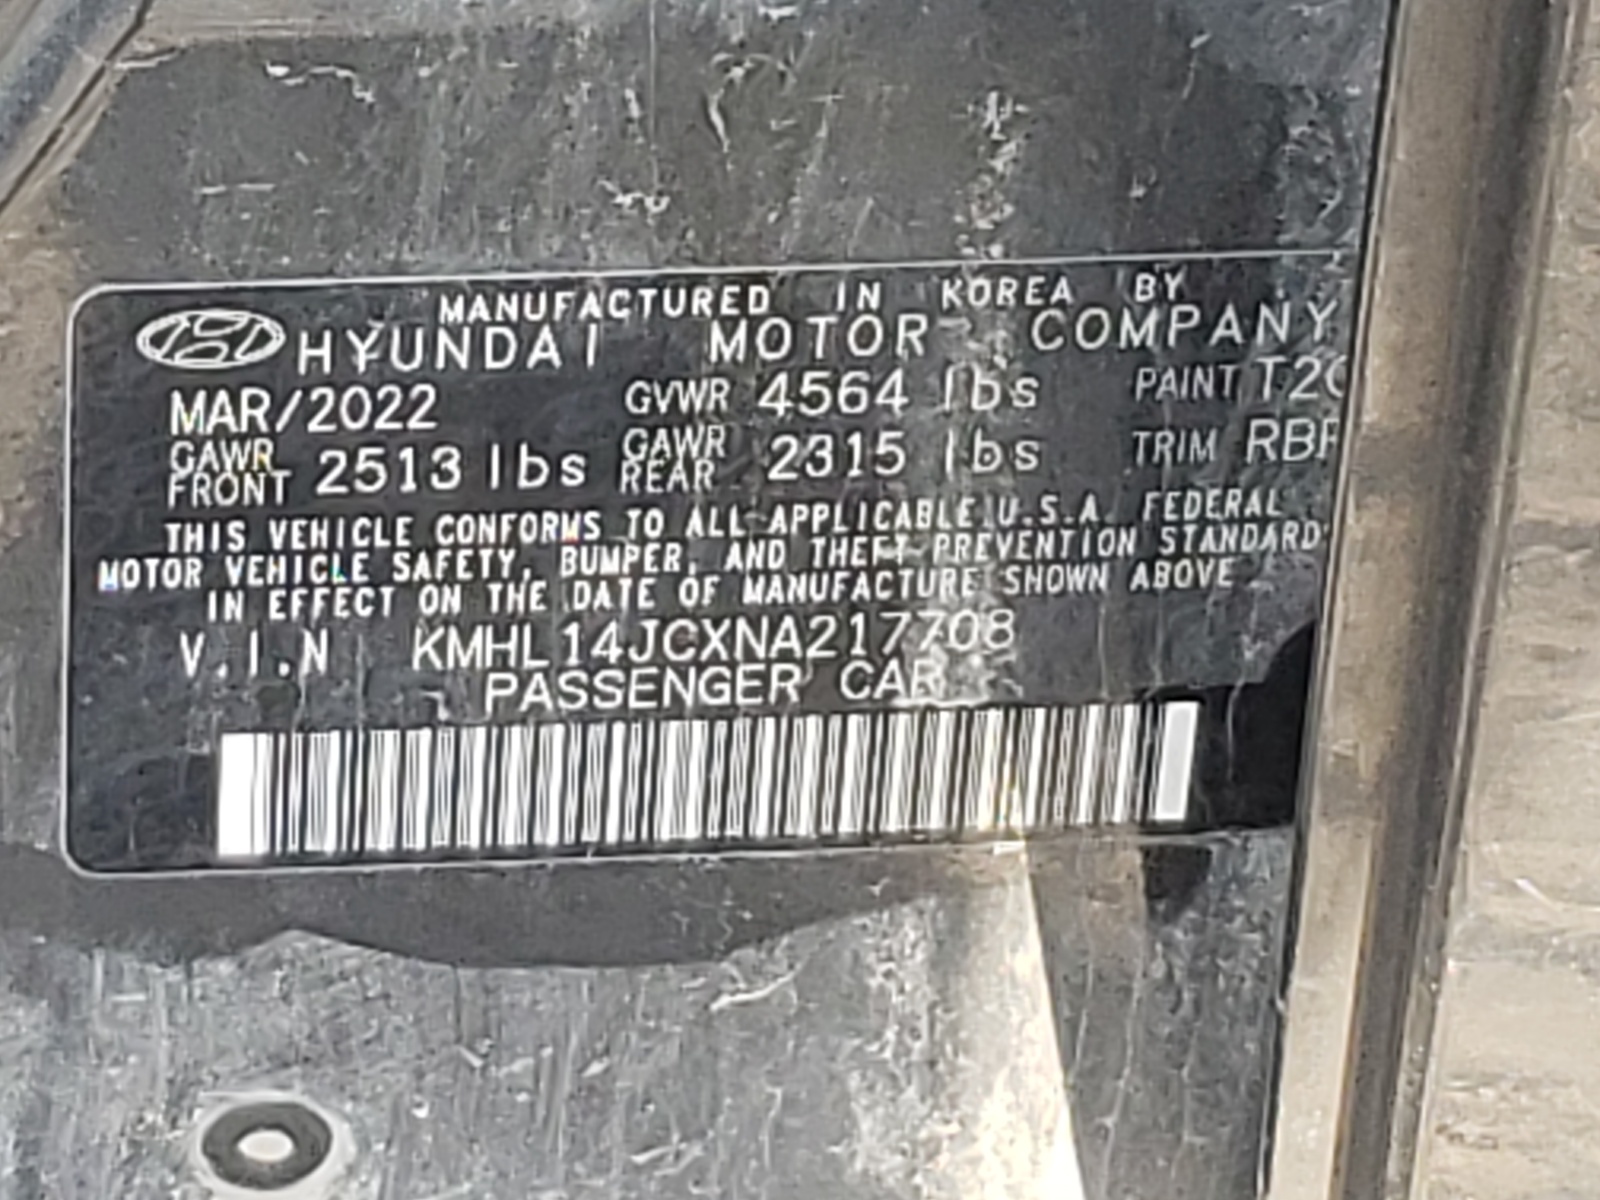 MANUFACTURED IN KOREA BY
HYUNDAI MOTOR COMPANY
MAR/2022 GVWR 4564 lbs PAINT T2
GAWR FRONT 2513 lbs GAWR REAR 2315 lbs TRIM RB
THIS VEHICLE CONFORMS TO ALL APPLICABLE U.S.A. FEDERAL
MOTOR VEHICLE SAFETY, BUMPER, AND THEFT PREVENTION STANDARDS
IN EFFECT ON THE DATE OF MANUFACTURE SHOWN ABOVE
V.I.N KMHL14JCXNA217708
PASSENGER CAR